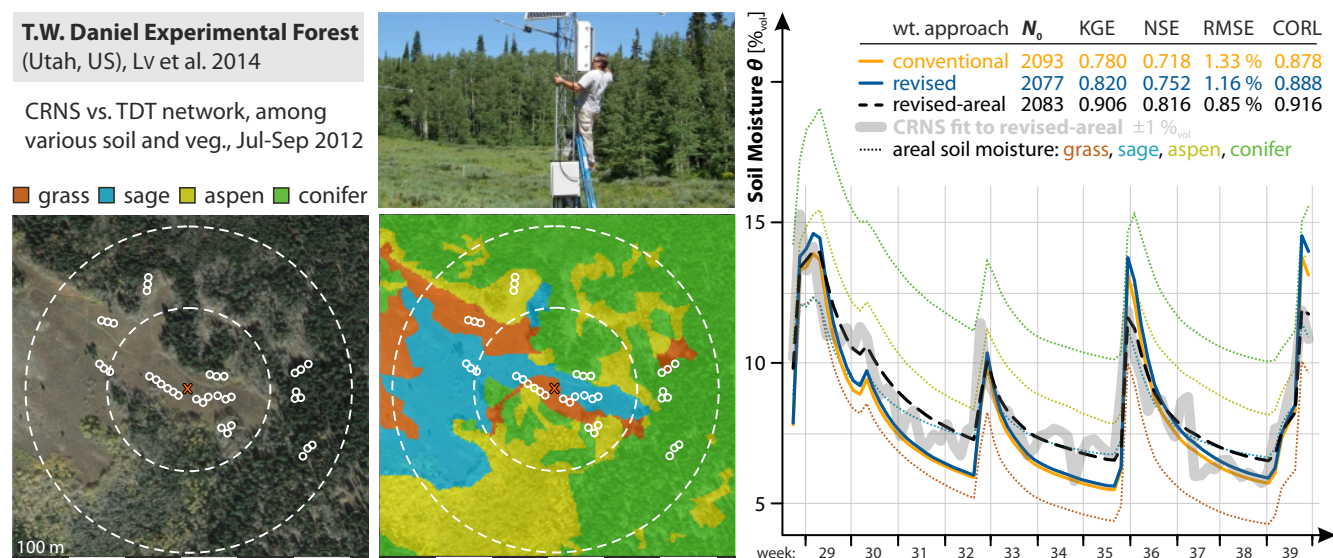 T.W. Daniel Experimental Forest
(Utah, US), Lv et al. 2014
CRNS vs. TDT network, among
various soil and veg., Jul-Sep 2012
grass sage aspen conifer
100 m
Soil Moisture θ [%vol]
wt. approach N₀ KGE NSE RMSE CORL
conventional 2093 0.780 0.718 1.33 % 0.878
revised 2077 0.820 0.752 1.16 % 0.888
revised-areal 2083 0.906 0.816 0.85 % 0.916
CRNS fit to revised-areal ±1 %vol
areal soil moisture: grass, sage, aspen, conifer
15
10
5
week: 29 30 31 32 33 34 35 36 37 38 39